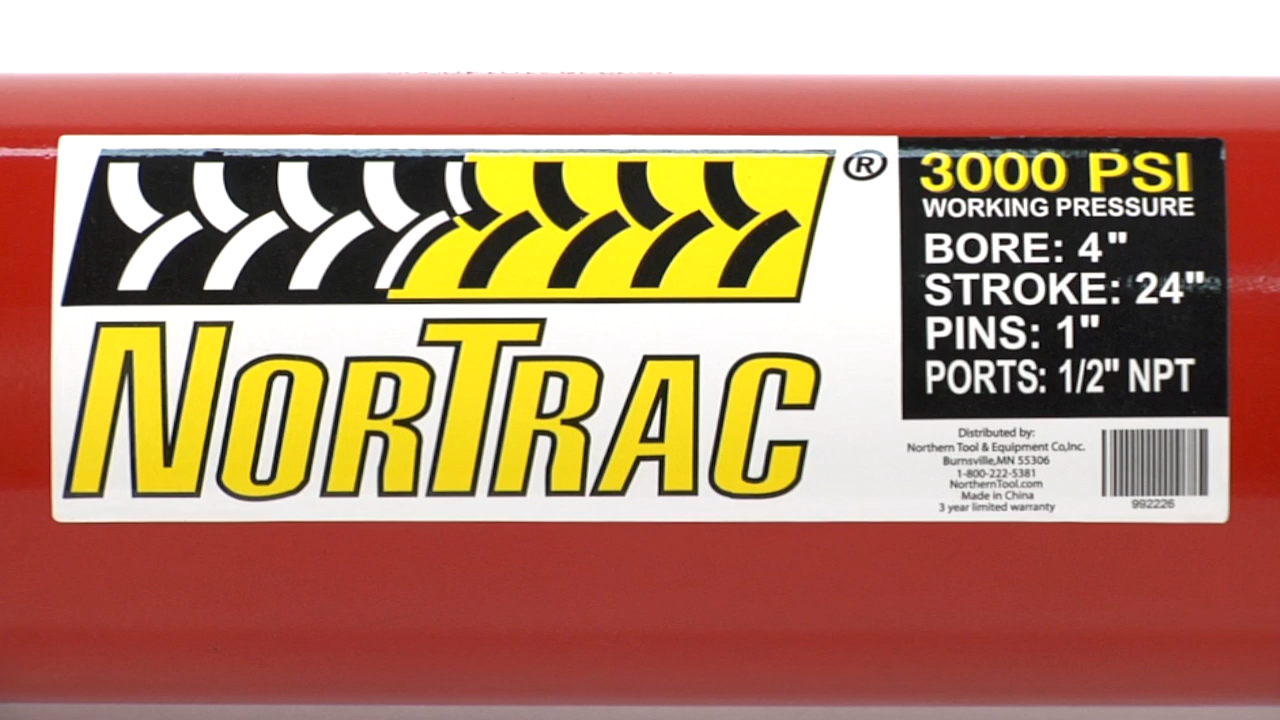 NORTRAC
®
3000 PSI
WORKING PRESSURE
BORE: 4"
STROKE: 24"
PINS: 1"
PORTS: 1/2" NPT
Distributed by:
Northern Tool & Equipment Co,Inc.
Burnsville,MN 55306
1-800-222-5381
NorthernTool.com
Made in China
3 year limited warranty
992226